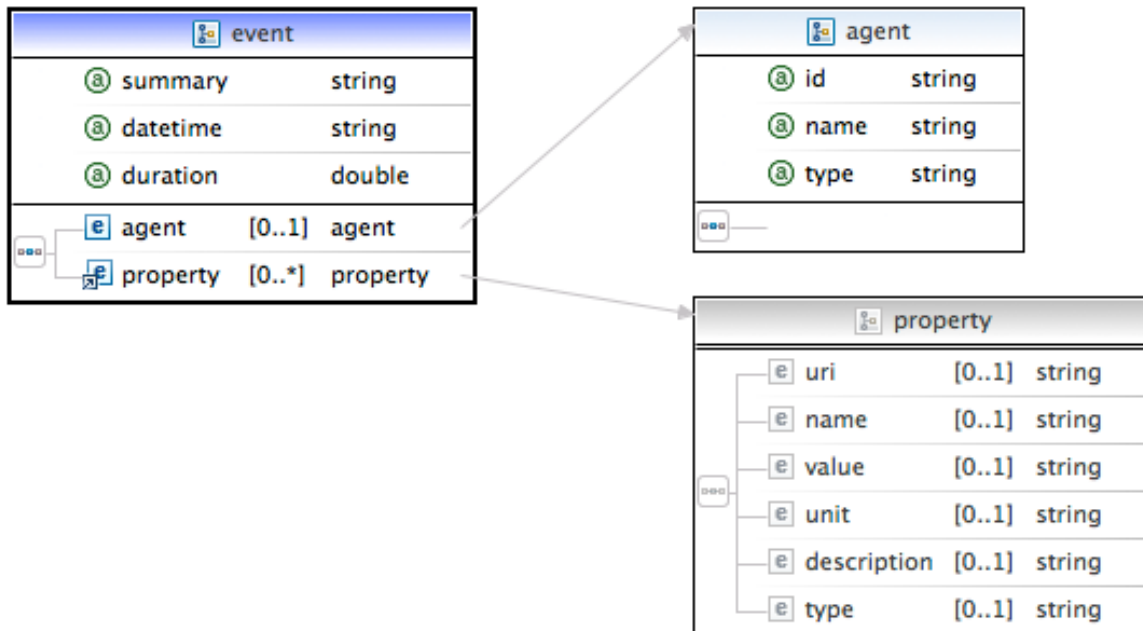 event
a summary string
a datetime string
a duration double
e agent [0..1] agent
e property [0..*] property
agent
a id string
a name string
a type string
property
e uri [0..1] string
e name [0..1] string
e value [0..1] string
e unit [0..1] string
e description [0..1] string
e type [0..1] string